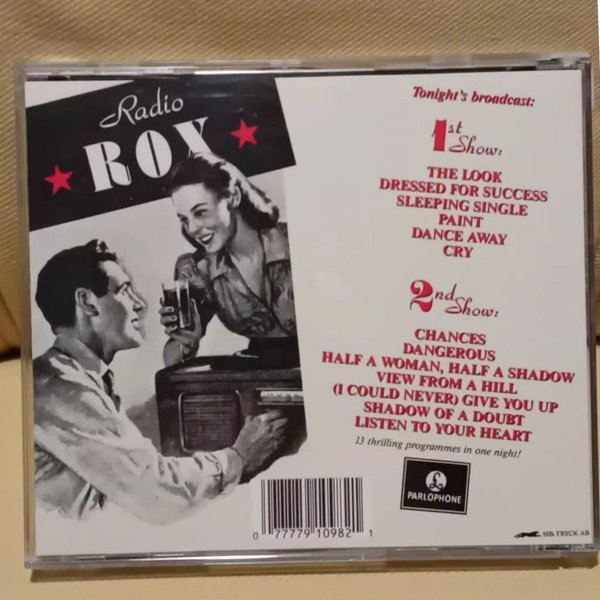 Radio
ROX
Tonight's broadcast:
1st Show:
THE LOOK
DRESSED FOR SUCCESS
SLEEPING SINGLE
PAINT
DANCE AWAY
CRY
2nd Show:
CHANCES
DANGEROUS
HALF A WOMAN, HALF A SHADOW
VIEW FROM A HILL
(I COULD NEVER) GIVE YOU UP
SHADOW OF A DOUBT
LISTEN TO YOUR HEART
13 thrilling programmes in one night!
£
PARLOPHONE
0 77779 10982 1
SIB-TRYCK AB